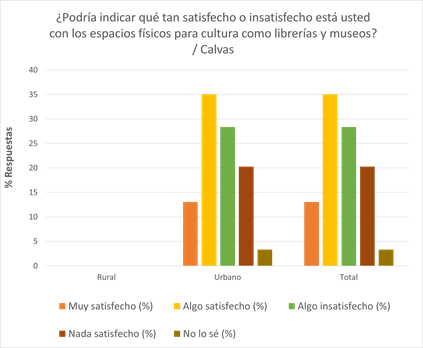 ¿Podría indicar qué tan satisfecho o insatisfecho está usted
con los espacios físicos para cultura como librerías y museos?
/ Calvas
40
35
30
25
20
15
10
5
0
% Respuestas
Rural Urbano Total
Muy satisfecho (%) Algo satisfecho (%) Algo insatisfecho (%)
Nada satisfecho (%) No lo sé (%)